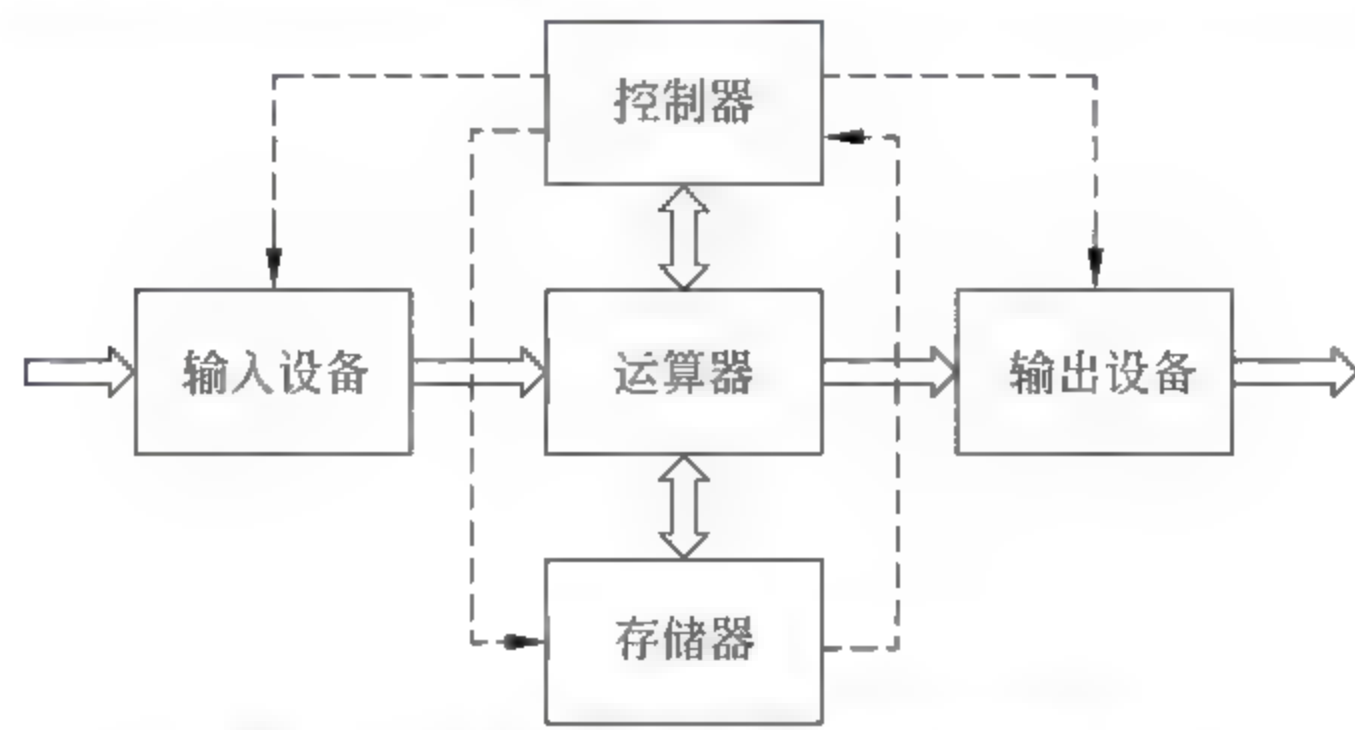 控制器
输入设备
运算器
输出设备
存储器